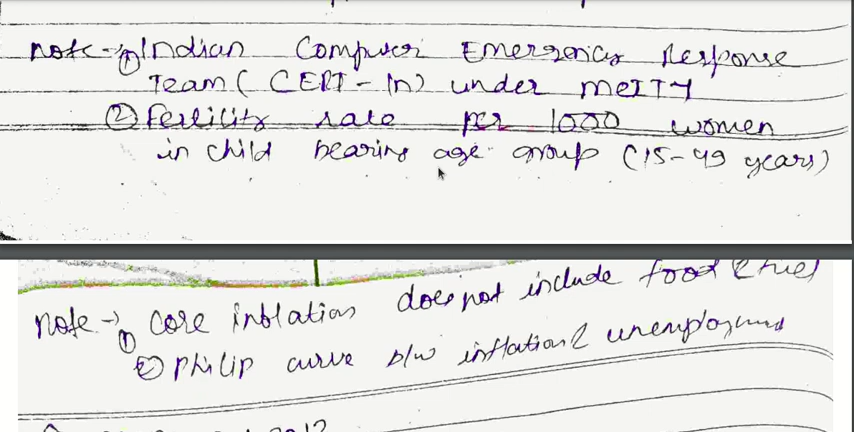 note → ① Indian Computer Emergency Response
Team ( CERT - In) under MeITY
② Fertility rate per 1000 women
in child bearing age group (15-49 years)
note → ① core inflation does not include food & fuel
② Philip curve b/w inflation & unemployment